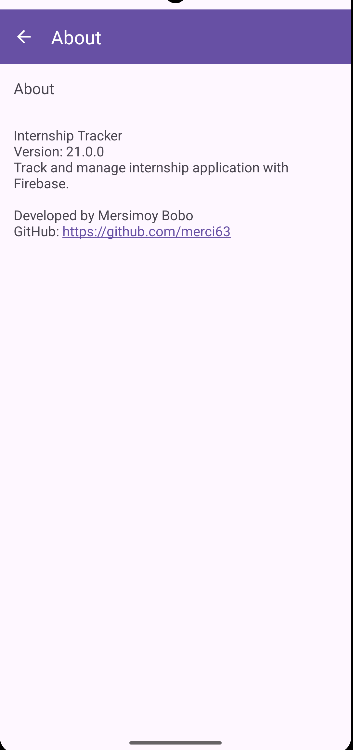 About
About
Internship Tracker
Version: 21.0.0
Track and manage internship application with
Firebase.
Developed by Mersimoy Bobo
GitHub: https://github.com/merci63